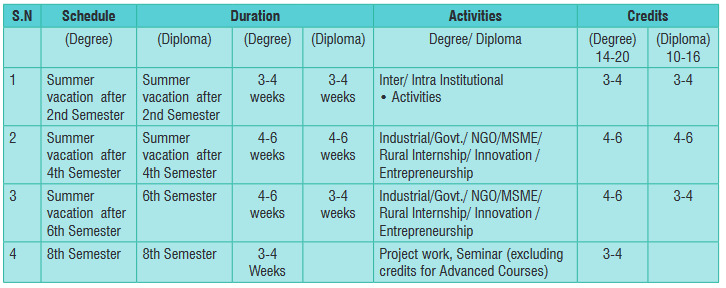 S.N Schedule Duration Activities Credits
(Degree) (Diploma) (Degree) (Diploma) Degree/ Diploma (Degree) (Diploma)
14-20 10-16
1 Summer Summer 3-4 3-4 Inter/ Intra Institutional 3-4 3-4
vacation after vacation after weeks weeks • Activities
2nd Semester 2nd Semester
2 Summer Summer 4-6 4-6 Industrial/Govt./ NGO/MSME/ 4-6 4-6
vacation after vacation after weeks weeks Rural Internship/ Innovation /
4th Semester 4th Semester Entrepreneurship
3 Summer 6th Semester 4-6 3-4 Industrial/Govt./ NGO/MSME/ 4-6 3-4
vacation after weeks weeks Rural Internship/ Innovation /
6th Semester Entrepreneurship
4 8th Semester 8th Semester 3-4 Project work, Seminar (excluding 3-4
Weeks credits for Advanced Courses)